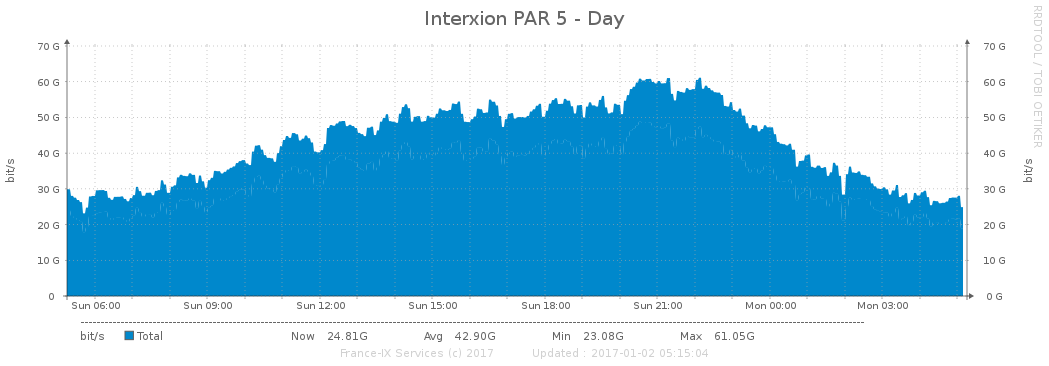 Interxion PAR 5 - Day
RRDTOOL / TOBI OETIKER
70 G 70 G
60 G 60 G
50 G 50 G
40 G 40 G
30 G 30 G
20 G 20 G
10 G 10 G
0 0 G
bit/s bit/s
Sun 06:00 Sun 09:00 Sun 12:00 Sun 15:00 Sun 18:00 Sun 21:00 Mon 00:00 Mon 03:00
bit/s Total Now 24.81G Avg 42.90G Min 23.08G Max 61.05G
France-IX Services (c) 2017 Updated : 2017-01-02 05:15:04